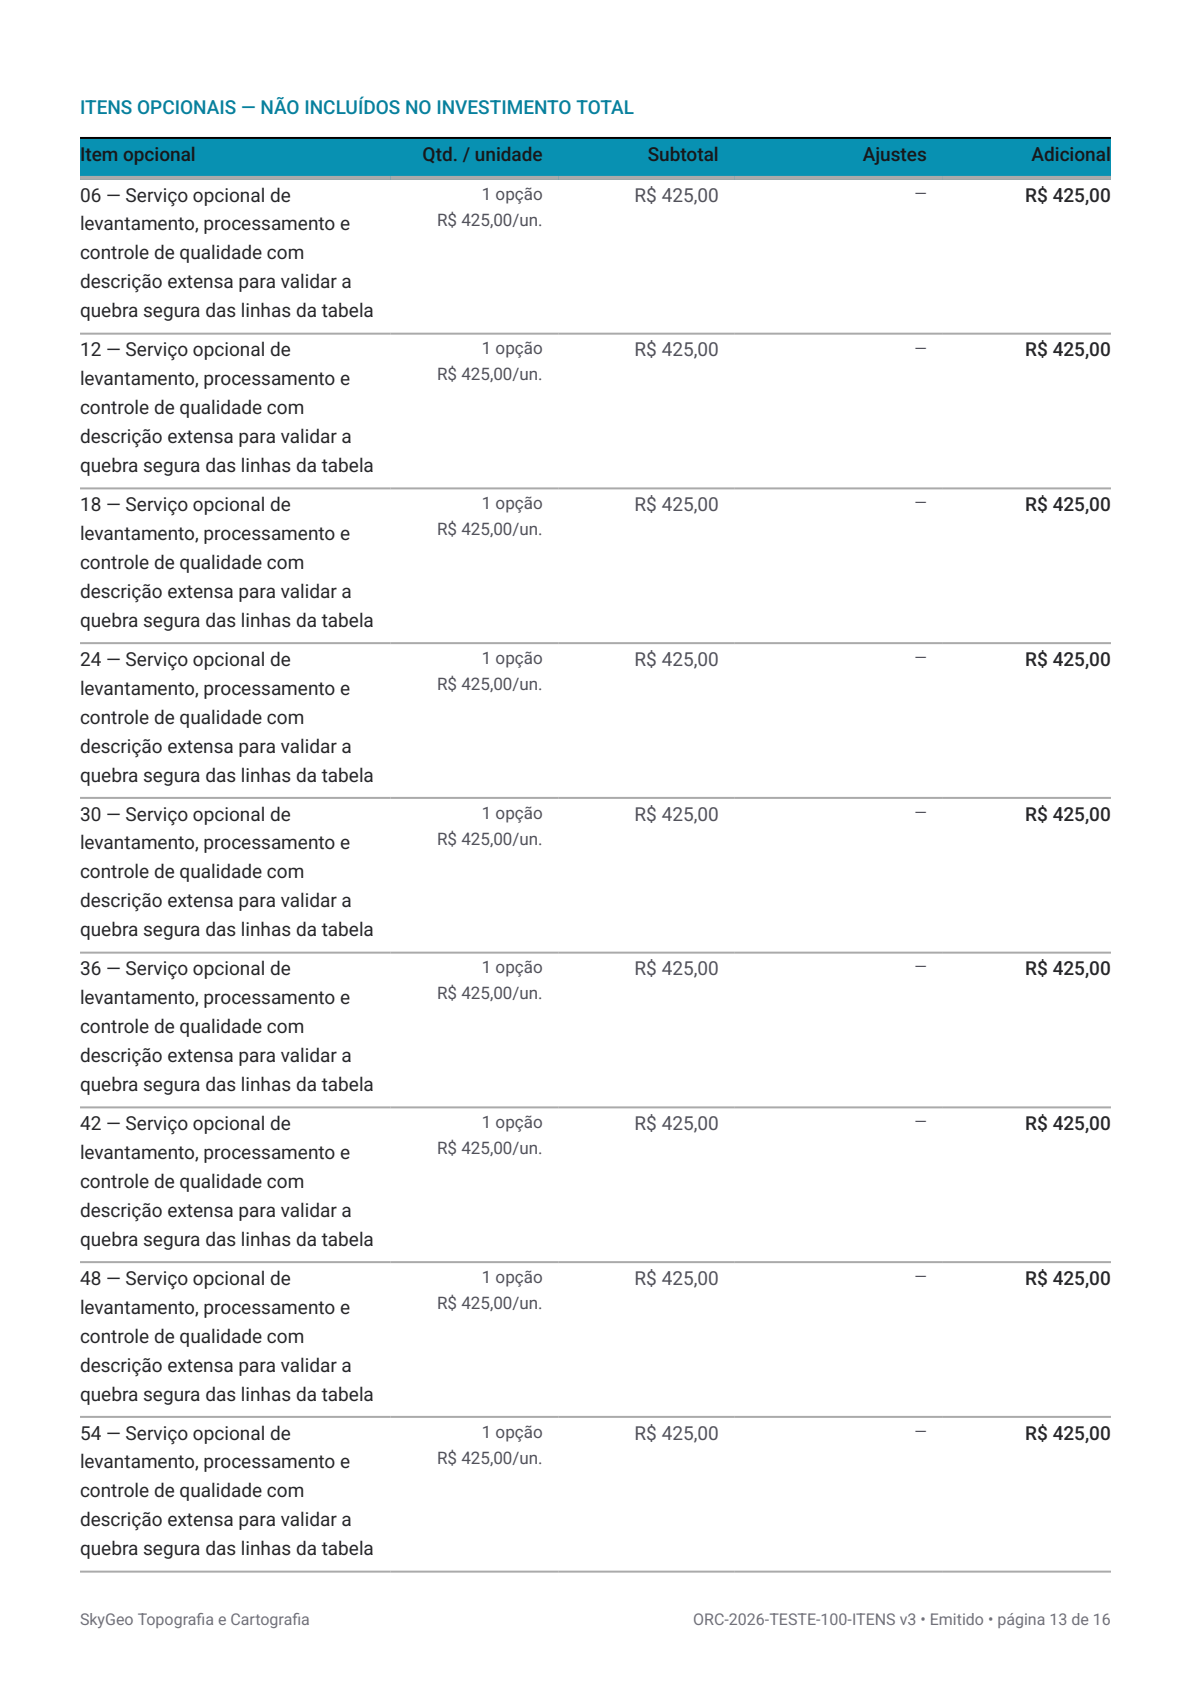 ITENS OPCIONAIS — NÃO INCLUÍDOS NO INVESTIMENTO TOTAL
Item opcional Qtd. / unidade Subtotal Ajustes Adicional
06 — Serviço opcional de 1 opção R$ 425,00 — R$ 425,00
levantamento, processamento e R$ 425,00/un.
controle de qualidade com
descrição extensa para validar a
quebra segura das linhas da tabela
12 — Serviço opcional de 1 opção R$ 425,00 — R$ 425,00
levantamento, processamento e R$ 425,00/un.
controle de qualidade com
descrição extensa para validar a
quebra segura das linhas da tabela
18 — Serviço opcional de 1 opção R$ 425,00 — R$ 425,00
levantamento, processamento e R$ 425,00/un.
controle de qualidade com
descrição extensa para validar a
quebra segura das linhas da tabela
24 — Serviço opcional de 1 opção R$ 425,00 — R$ 425,00
levantamento, processamento e R$ 425,00/un.
controle de qualidade com
descrição extensa para validar a
quebra segura das linhas da tabela
30 — Serviço opcional de 1 opção R$ 425,00 — R$ 425,00
levantamento, processamento e R$ 425,00/un.
controle de qualidade com
descrição extensa para validar a
quebra segura das linhas da tabela
36 — Serviço opcional de 1 opção R$ 425,00 — R$ 425,00
levantamento, processamento e R$ 425,00/un.
controle de qualidade com
descrição extensa para validar a
quebra segura das linhas da tabela
42 — Serviço opcional de 1 opção R$ 425,00 — R$ 425,00
levantamento, processamento e R$ 425,00/un.
controle de qualidade com
descrição extensa para validar a
quebra segura das linhas da tabela
48 — Serviço opcional de 1 opção R$ 425,00 — R$ 425,00
levantamento, processamento e R$ 425,00/un.
controle de qualidade com
descrição extensa para validar a
quebra segura das linhas da tabela
54 — Serviço opcional de 1 opção R$ 425,00 — R$ 425,00
levantamento, processamento e R$ 425,00/un.
controle de qualidade com
descrição extensa para validar a
quebra segura das linhas da tabela
SkyGeo Topografia e Cartografia ORC-2026-TESTE-100-ITENS v3 • Emitido • página 13 de 16